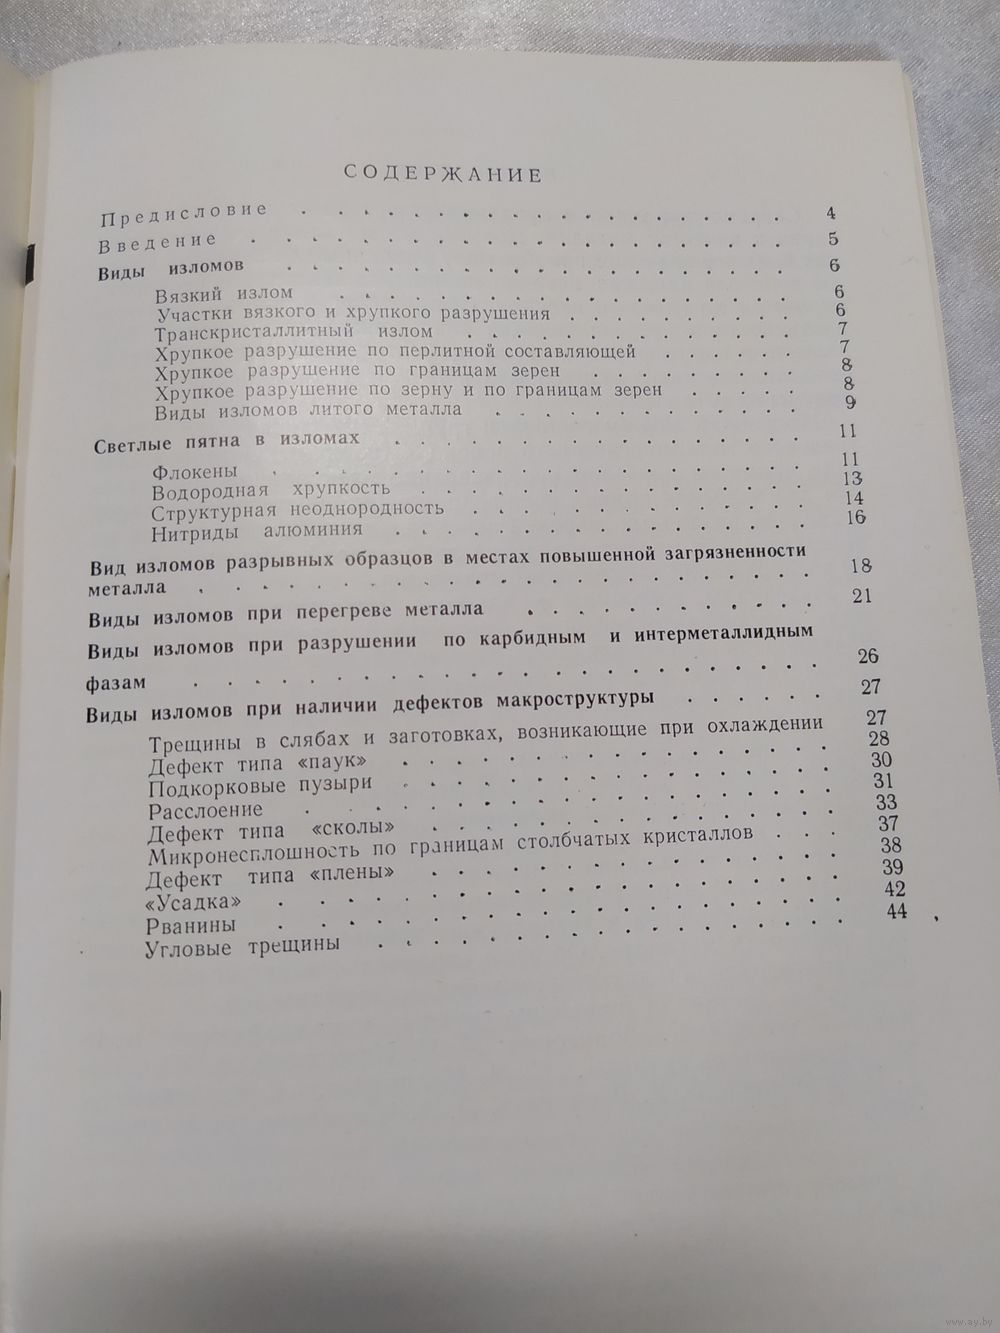 СОДЕРЖАНИЕ
Предисловие . . . . . . . . . . . . . . . . . . 4
Введение . . . . . . . . . . . . . . . . . . 5
Виды изломов . . . . . . . . . . . . . . . . . . 6
Вязкий излом . . . . . . . . . . . . . . . . . 6
Участки вязкого и хрупкого разрушения . . . . . . . . . 6
Транскристаллитный излом . . . . . . . . . . . . . 7
Хрупкое разрушение по перлитной составляющей . . . . . . 7
Хрупкое разрушение по границам зерен . . . . . . . . 8
Хрупкое разрушение по зерну и по границам зерен . . . . . 8
Виды изломов литого металла . . . . . . . . . . . . 9
Светлые пятна в изломах . . . . . . . . . . . . . . 11
Флокены . . . . . . . . . . . . . . . . . . 11
Водородная хрупкость . . . . . . . . . . . . . . 13
Структурная неоднородность . . . . . . . . . . . . 14
Нитриды алюминия . . . . . . . . . . . . . . . 16
Вид изломов разрывных образцов в местах повышенной загрязненности
металла . . . . . . . . . . . . . . . . . . 18
Виды изломов при перегреве металла . . . . . . . . . . . 21
Виды изломов при разрушении по карбидным и интерметаллидным
фазам . . . . . . . . . . . . . . . . . . 26
Виды изломов при наличии дефектов макроструктуры . . . . . . 27
Трещины в слябах и заготовках, возникающие при охлаждении 27
Дефект типа «паук» . . . . . . . . . . . . . . . . 28
Подкорковые пузыри . . . . . . . . . . . . . . . . 30
Расслоение . . . . . . . . . . . . . . . . . . 31
Дефект типа «сколы» . . . . . . . . . . . . . . . 33
Микронесплошность по границам столбчатых кристаллов . . . 37
Дефект типа «плены» . . . . . . . . . . . . . . . 38
«Усадка» . . . . . . . . . . . . . . . . . . 39
Рванины . . . . . . . . . . . . . . . . . . 42
Угловые трещины . . . . . . . . . . . . . . . . . 44
www.ay.by